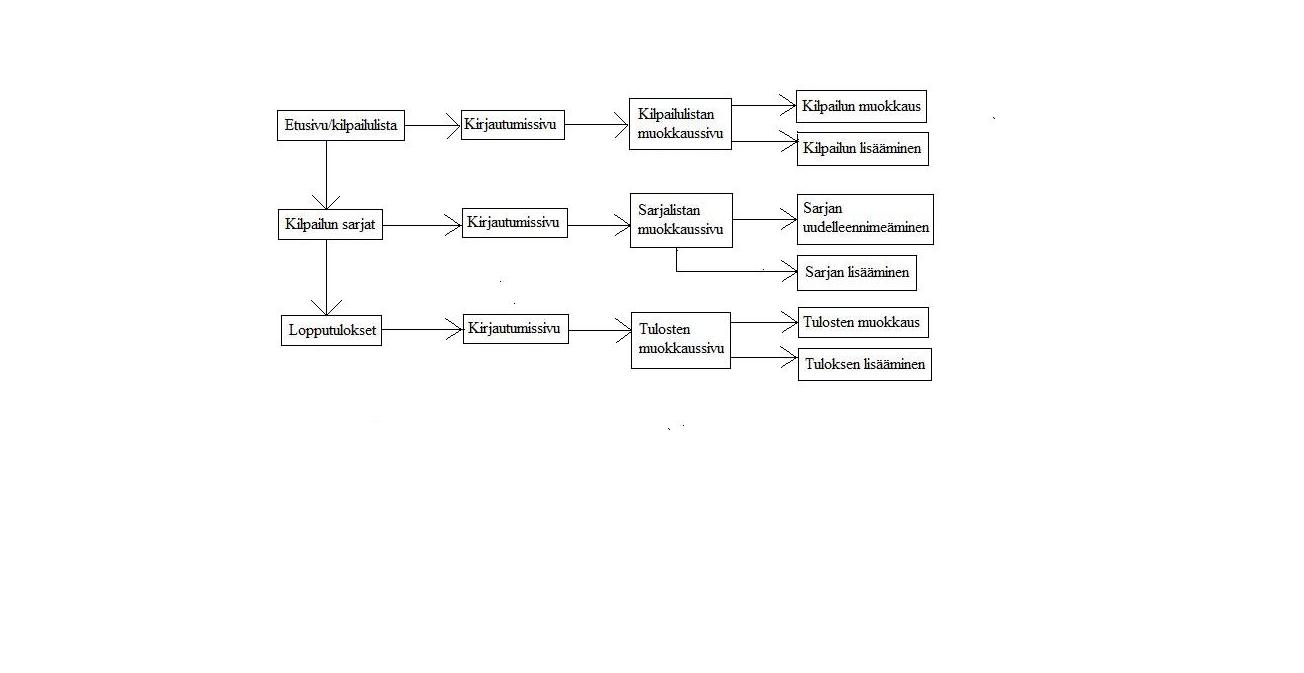 Etusivu/kilpailulista
Kirjautumissivu
Kilpailulistan
muokkaussivu
Kilpailun muokkaus
Kilpailun lisääminen
Kilpailun sarjat
Kirjautumissivu
Sarjalistan
muokkaussivu
Sarjan
uudelleennimeäminen
Sarjan lisääminen
Lopputulokset
Kirjautumissivu
Tulosten
muokkaussivu
Tulosten muokkaus
Tuloksen lisääminen